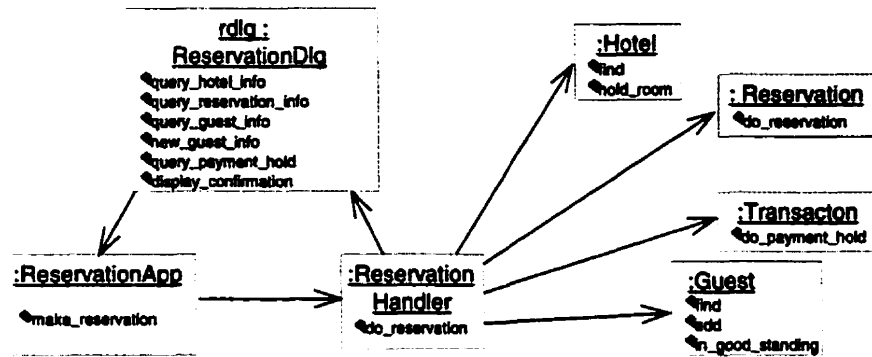 rdlg :
ReservationDlg
query_hotel_info
query_reservation_info
query_guest_info
new_guest_info
query_payment_hold
display_confirmation
:Hotel
find
hold_room
: Reservation
do_reservation
:Transacton
do_payment_hold
:ReservationApp
make_reservation
:Reservation
Handler
do_reservation
:Guest
find
add
in_good_standing